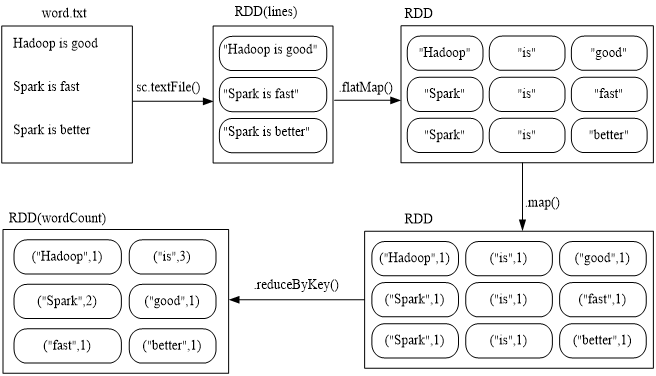 word.txt
Hadoop is good
Spark is fast
Spark is better
sc.textFile()
RDD(lines)
"Hadoop is good"
"Spark is fast"
"Spark is better"
.flatMap()
RDD
"Hadoop" "is" "good"
"Spark" "is" "fast"
"Spark" "is" "better"
.map()
RDD
("Hadoop",1) ("is",1) ("good",1)
("Spark",1) ("is",1) ("fast",1)
("Spark",1) ("is",1) ("better",1)
.reduceByKey()
RDD(wordCount)
("Hadoop",1) ("is",3)
("Spark",2) ("good",1)
("fast",1) ("better",1)